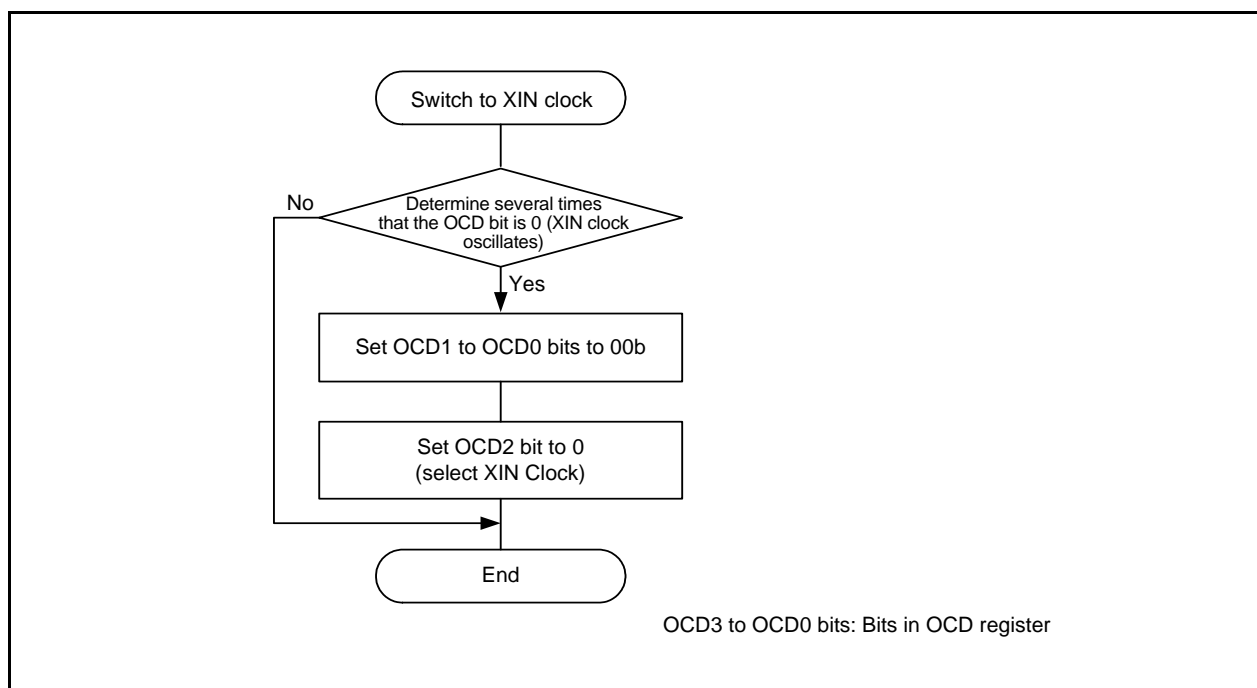 Switch to XIN clock
No
Determine several times
that the OCD bit is 0 (XIN clock
oscillates)
Yes
Set OCD1 to OCD0 bits to 00b
Set OCD2 bit to 0
(select XIN Clock)
End
OCD3 to OCD0 bits: Bits in OCD register